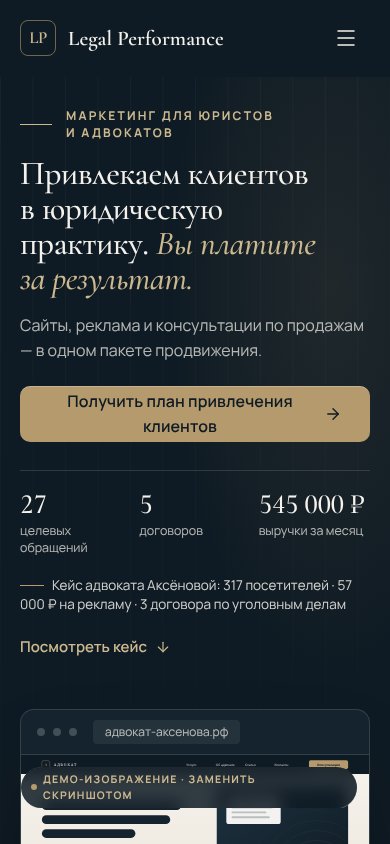 LP Legal Performance
МАРКЕТИНГ ДЛЯ ЮРИСТОВ
И АДВОКАТОВ
Привлекаем клиентов
в юридическую
практику. Вы платите
за результат.
Сайты, реклама и консультации по продажам
— в одном пакете продвижения.
Получить план привлечения
клиентов →
27 5 545 000 ₽
целевых договоров выручки за месяц
обращений
Кейс адвоката Аксёновой: 317 посетителей · 57
000 ₽ на рекламу · 3 договора по уголовным делам
Посмотреть кейс ↓
адвокат-аксенова.рф
ДЕМО-ИЗОБРАЖЕНИЕ · ЗАМЕНИТЬ
СКРИНШОТОМ